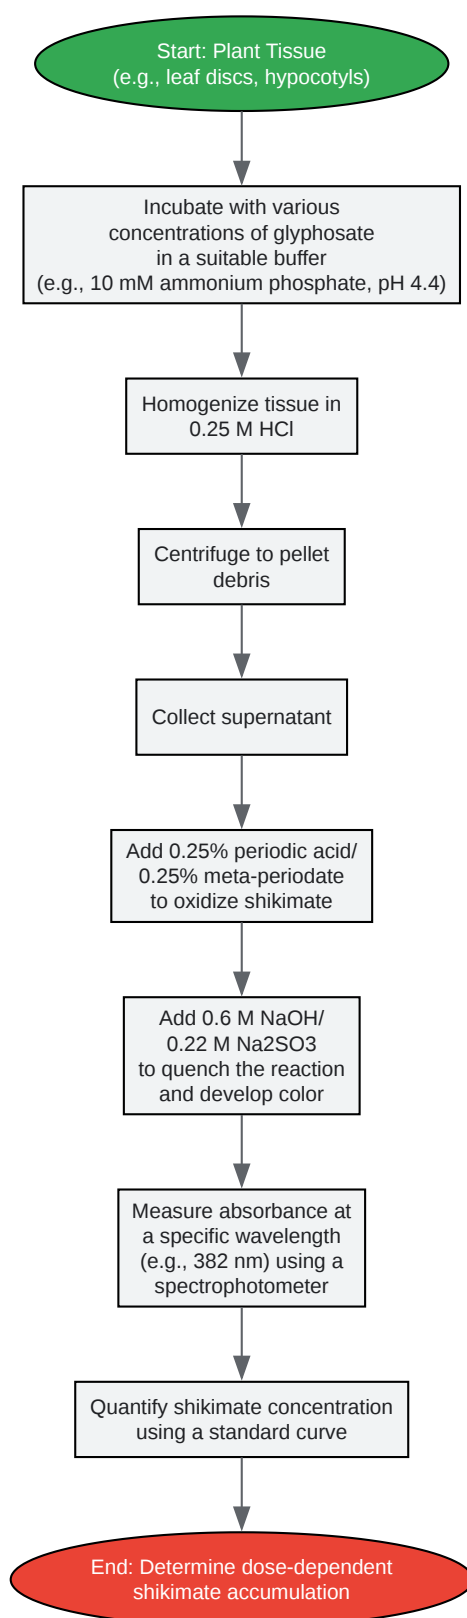 Start: Plant Tissue
(e.g., leaf discs, hypocotyls)
Incubate with various
concentrations of glyphosate
in a suitable buffer
(e.g., 10 mM ammonium phosphate, pH 4.4)
Homogenize tissue in
0.25 M HCl
Centrifuge to pellet
debris
Collect supernatant
Add 0.25% periodic acid/
0.25% meta-periodate
to oxidize shikimate
Add 0.6 M NaOH/
0.22 M Na2SO3
to quench the reaction
and develop color
Measure absorbance at
a specific wavelength
(e.g., 382 nm) using a
spectrophotometer
Quantify shikimate concentration
using a standard curve
End: Determine dose-dependent
shikimate accumulation